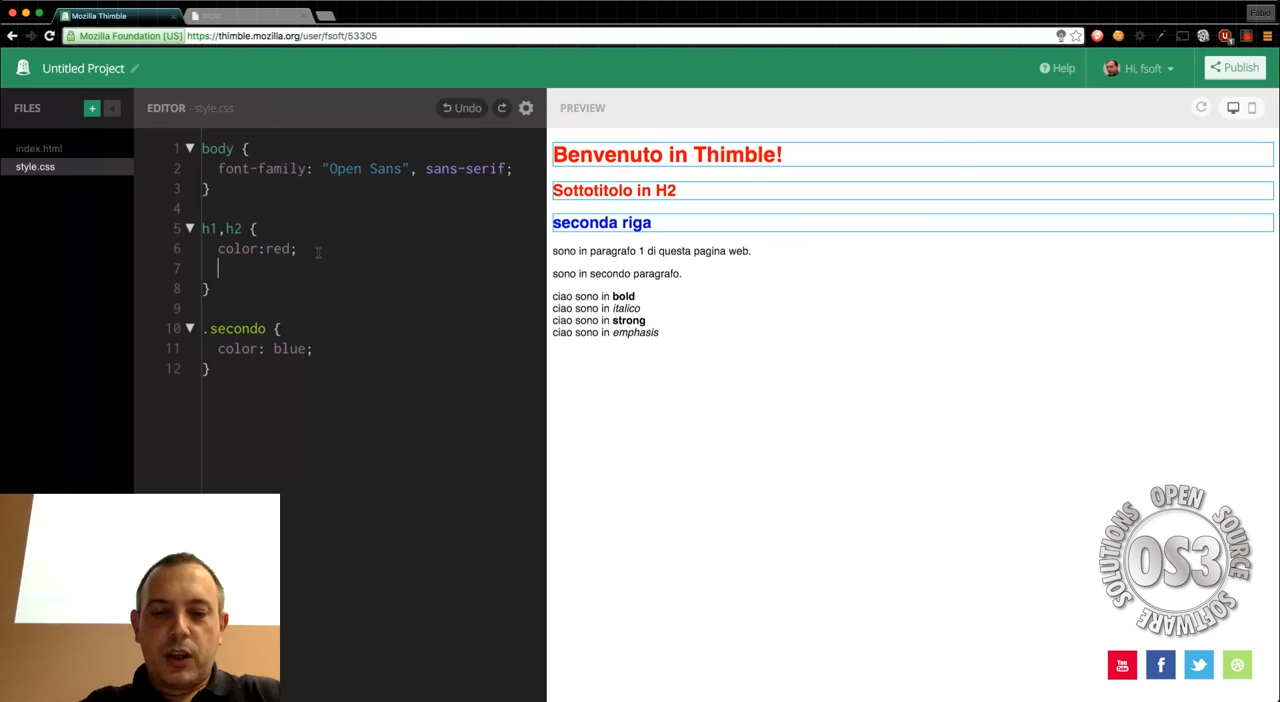 Mozilla Thimble
Fabio
Mozilla Foundation [US] https://thimble.mozilla.org/user/fsoft/53305
Untitled Project
Help
Hi, fsoft
Publish
FILES
EDITOR - style.css
Undo
PREVIEW
index.html
style.css
1 body {
2 font-family: "Open Sans", sans-serif;
3 }
4
5 h1,h2 {
6 color:red;
7
8 }
9
10 .secondo {
11 color: blue;
12 }
Benvenuto in Thimble!
Sottotitolo in H2
seconda riga
sono in paragrafo 1 di questa pagina web.
sono in secondo paragrafo.
ciao sono in bold
ciao sono in italico
ciao sono in strong
ciao sono in emphasis
OPEN SOURCE SOFTWARE SOLUTIONS
OS3
You Tube